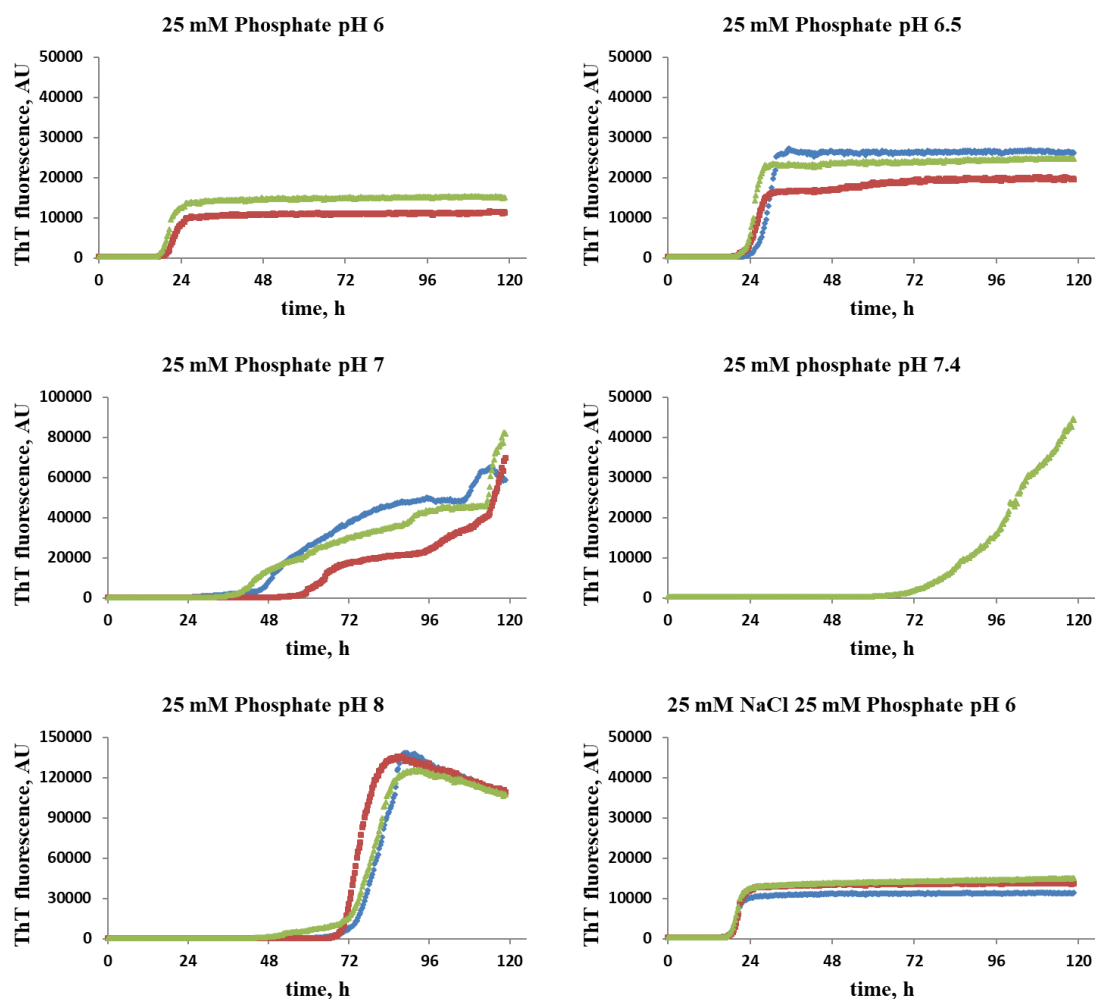 25 mM Phosphate pH 6
ThT fluorescence, AU
50000
40000
30000
20000
10000
0
0 24 48 72 96 120
time, h
25 mM Phosphate pH 6.5
ThT fluorescence, AU
50000
40000
30000
20000
10000
0
0 24 48 72 96 120
time, h
25 mM Phosphate pH 7
ThT fluorescence, AU
100000
80000
60000
40000
20000
0
0 24 48 72 96 120
time, h
25 mM phosphate pH 7.4
ThT fluorescence, AU
50000
40000
30000
20000
10000
0
0 24 48 72 96 120
time, h
25 mM Phosphate pH 8
ThT fluorescence, AU
150000
120000
90000
60000
30000
0
0 24 48 72 96 120
time, h
25 mM NaCl 25 mM Phosphate pH 6
ThT fluorescence, AU
50000
40000
30000
20000
10000
0
0 24 48 72 96 120
time, h